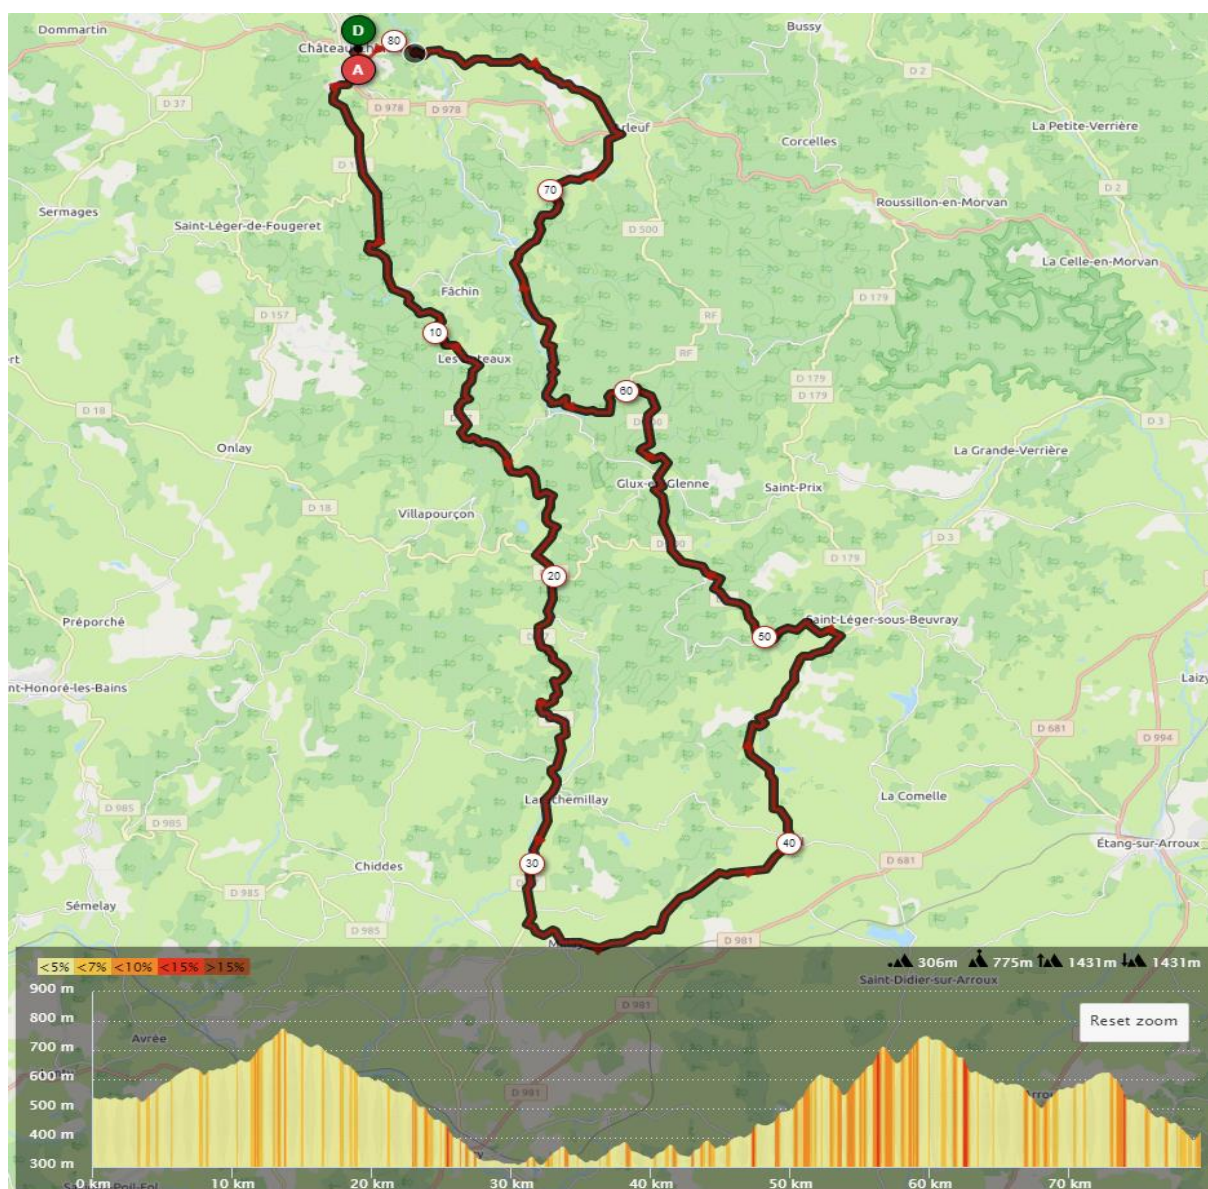 Dommartin
Bussy
D
80
Château
A
D 2
D 37
D 978
D 978
Arleuf
La Petite-Verrière
Corcelles
70
D 2
Sermages
Roussillon-en-Morvan
Saint-Léger-de-Fougeret
D 500
La Celle-en-Morvan
Fâchin
D 179
D 157
RF
10
RF
D 179
D 179
60
D 18
D 3
Onlay
La Grande-Verrière
Glux-en-Glenne
Saint-Prix
D 18
Villapourçon
D 3
D 179
20
Préporché
50
Saint-Léger-sous-Beuvray
nt-Honoré-les-Bains
Laizy
D 681
D 994
D 985
D 985
Larochemillay
La Comelle
40
Étang-sur-Arroux
30
Chiddes
D 681
D 985
Sémelay
D 985
D 981
<5% <7% <10% <15% >15%
306m 775m 1431m 1431m
Saint-Didier-sur-Arroux
900 m
D 981
800 m
Reset zoom
Avrée
700 m
600 m
D 981
500 m
400 m
300 m
0 km 10 km 20 km 30 km 40 km 50 km 60 km 70 km